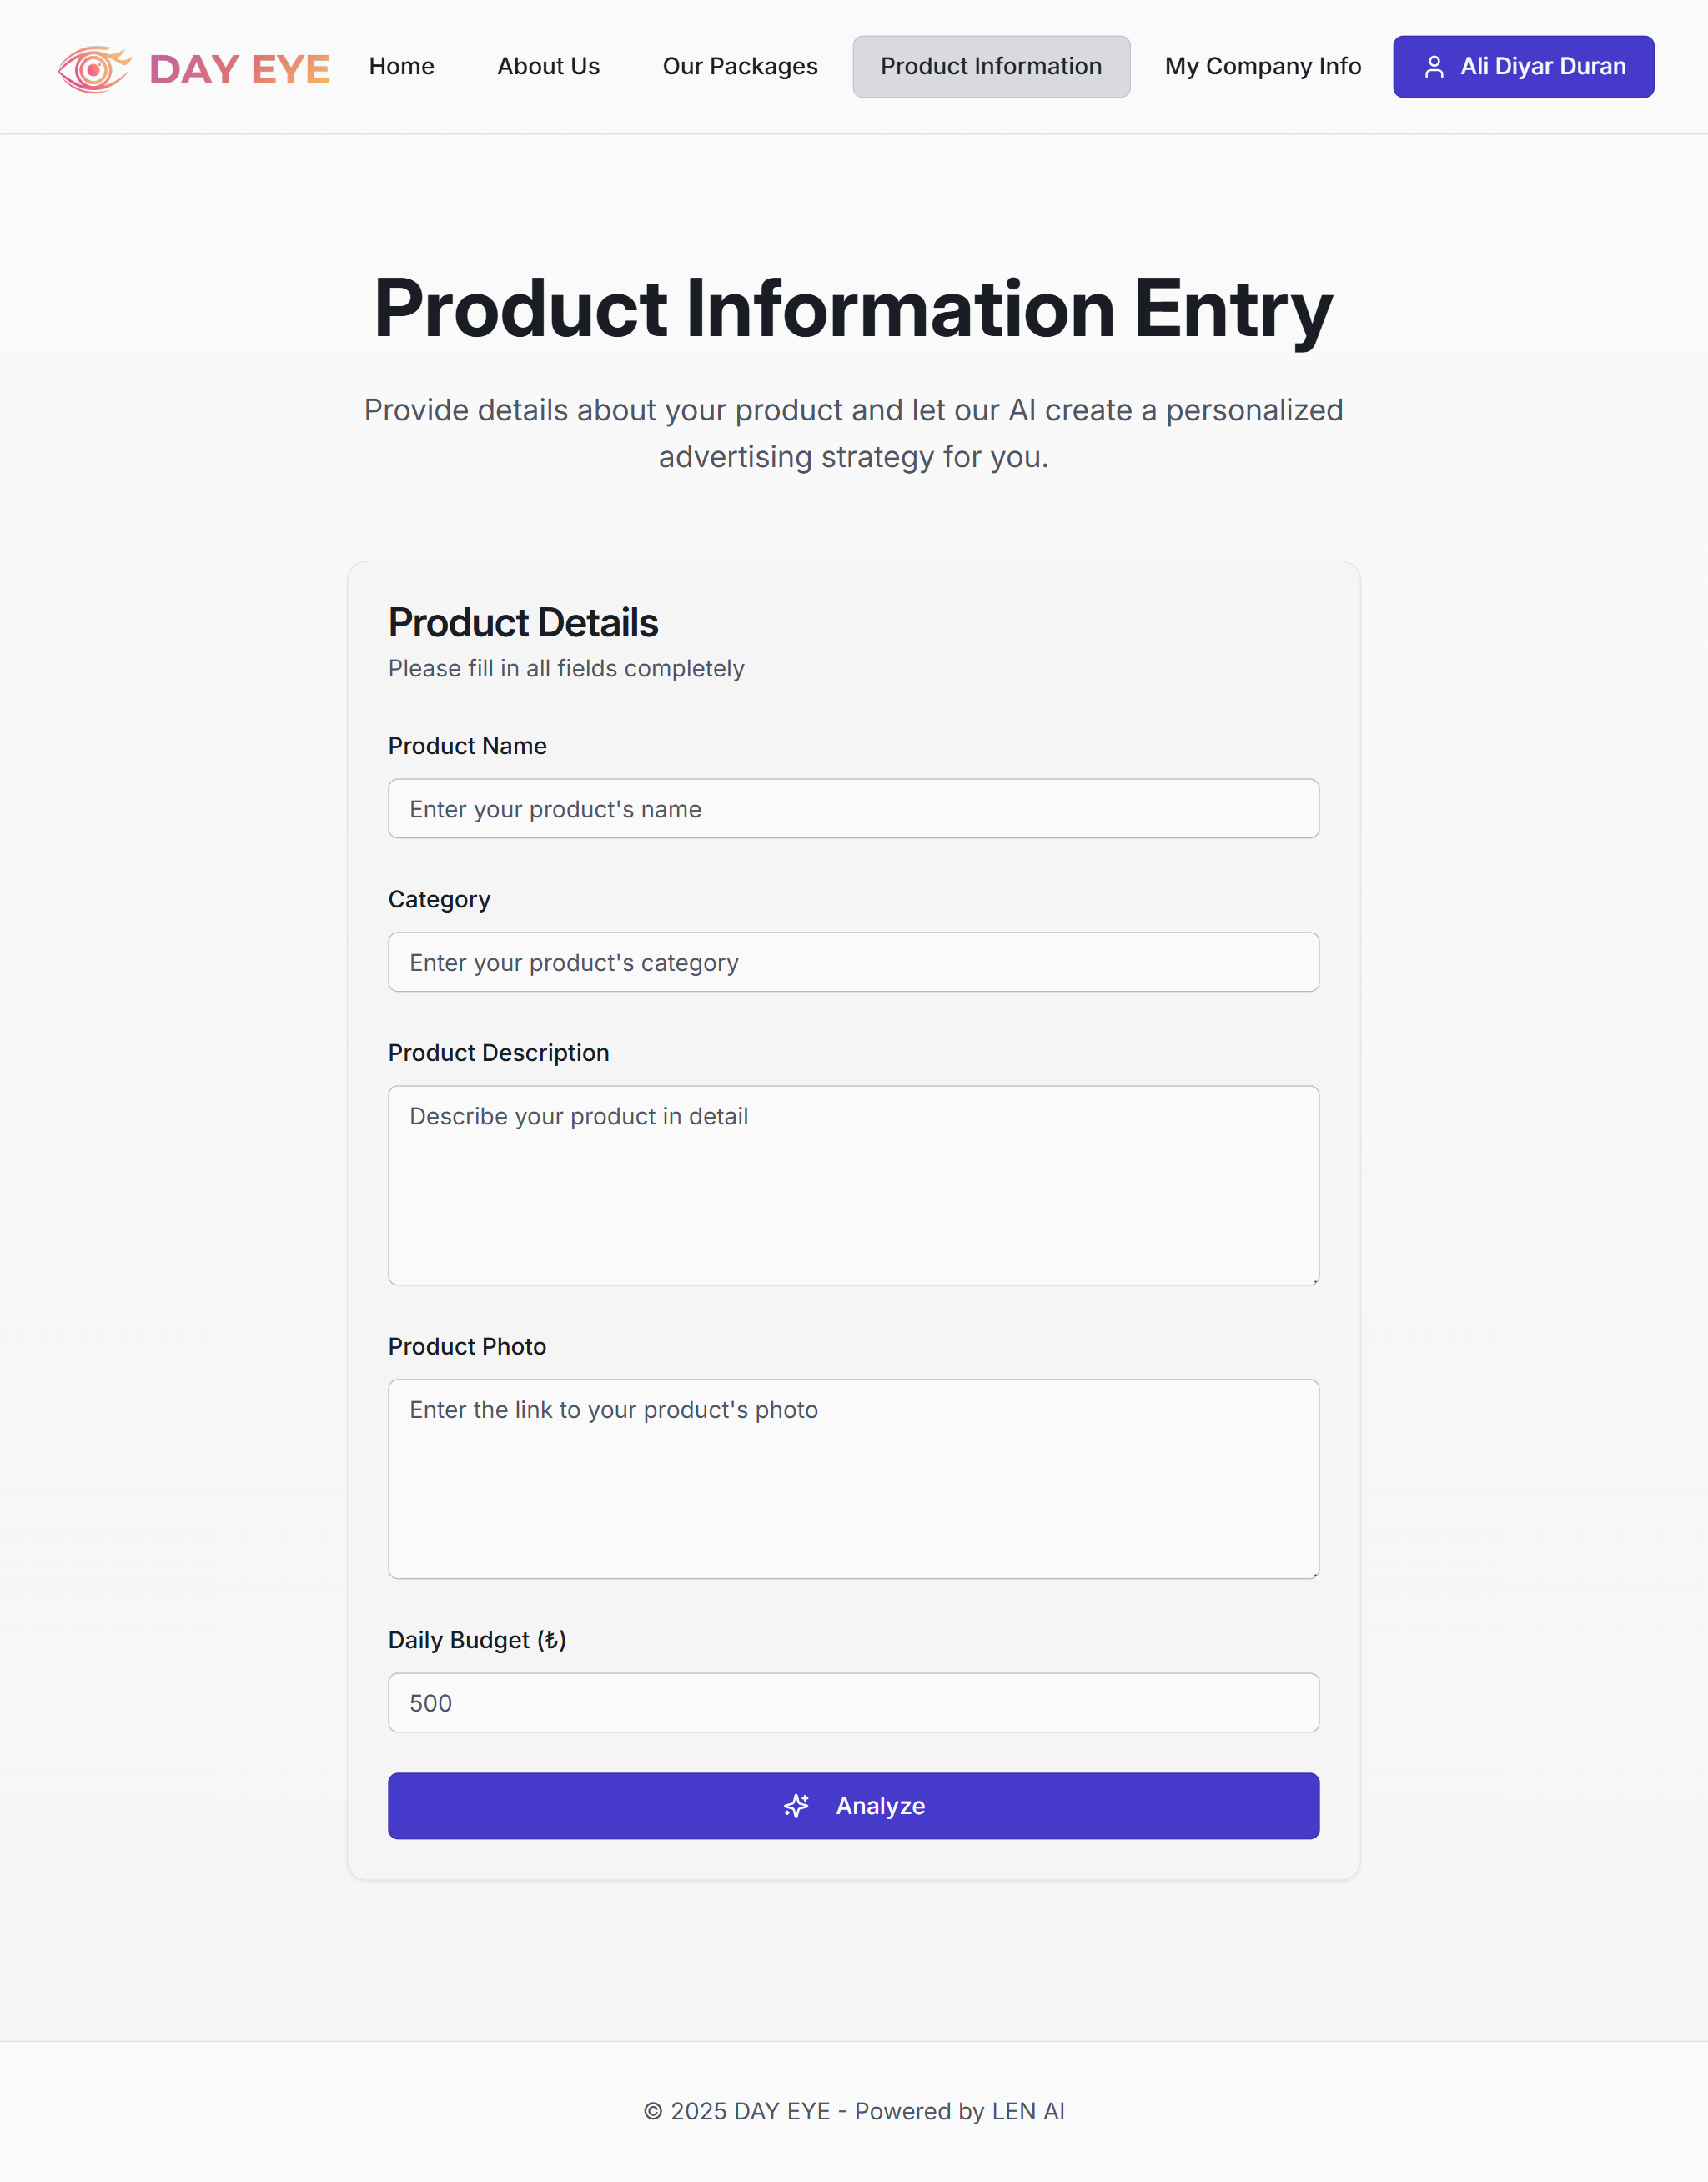 DAY EYE
Home
About Us
Our Packages
Product Information
My Company Info
Ali Diyar Duran
Product Information Entry
Provide details about your product and let our AI create a personalized
advertising strategy for you.
Product Details
Please fill in all fields completely
Product Name
Enter your product's name
Category
Enter your product's category
Product Description
Describe your product in detail
Product Photo
Enter the link to your product's photo
Daily Budget (₺)
500
Analyze
© 2025 DAY EYE - Powered by LEN AI